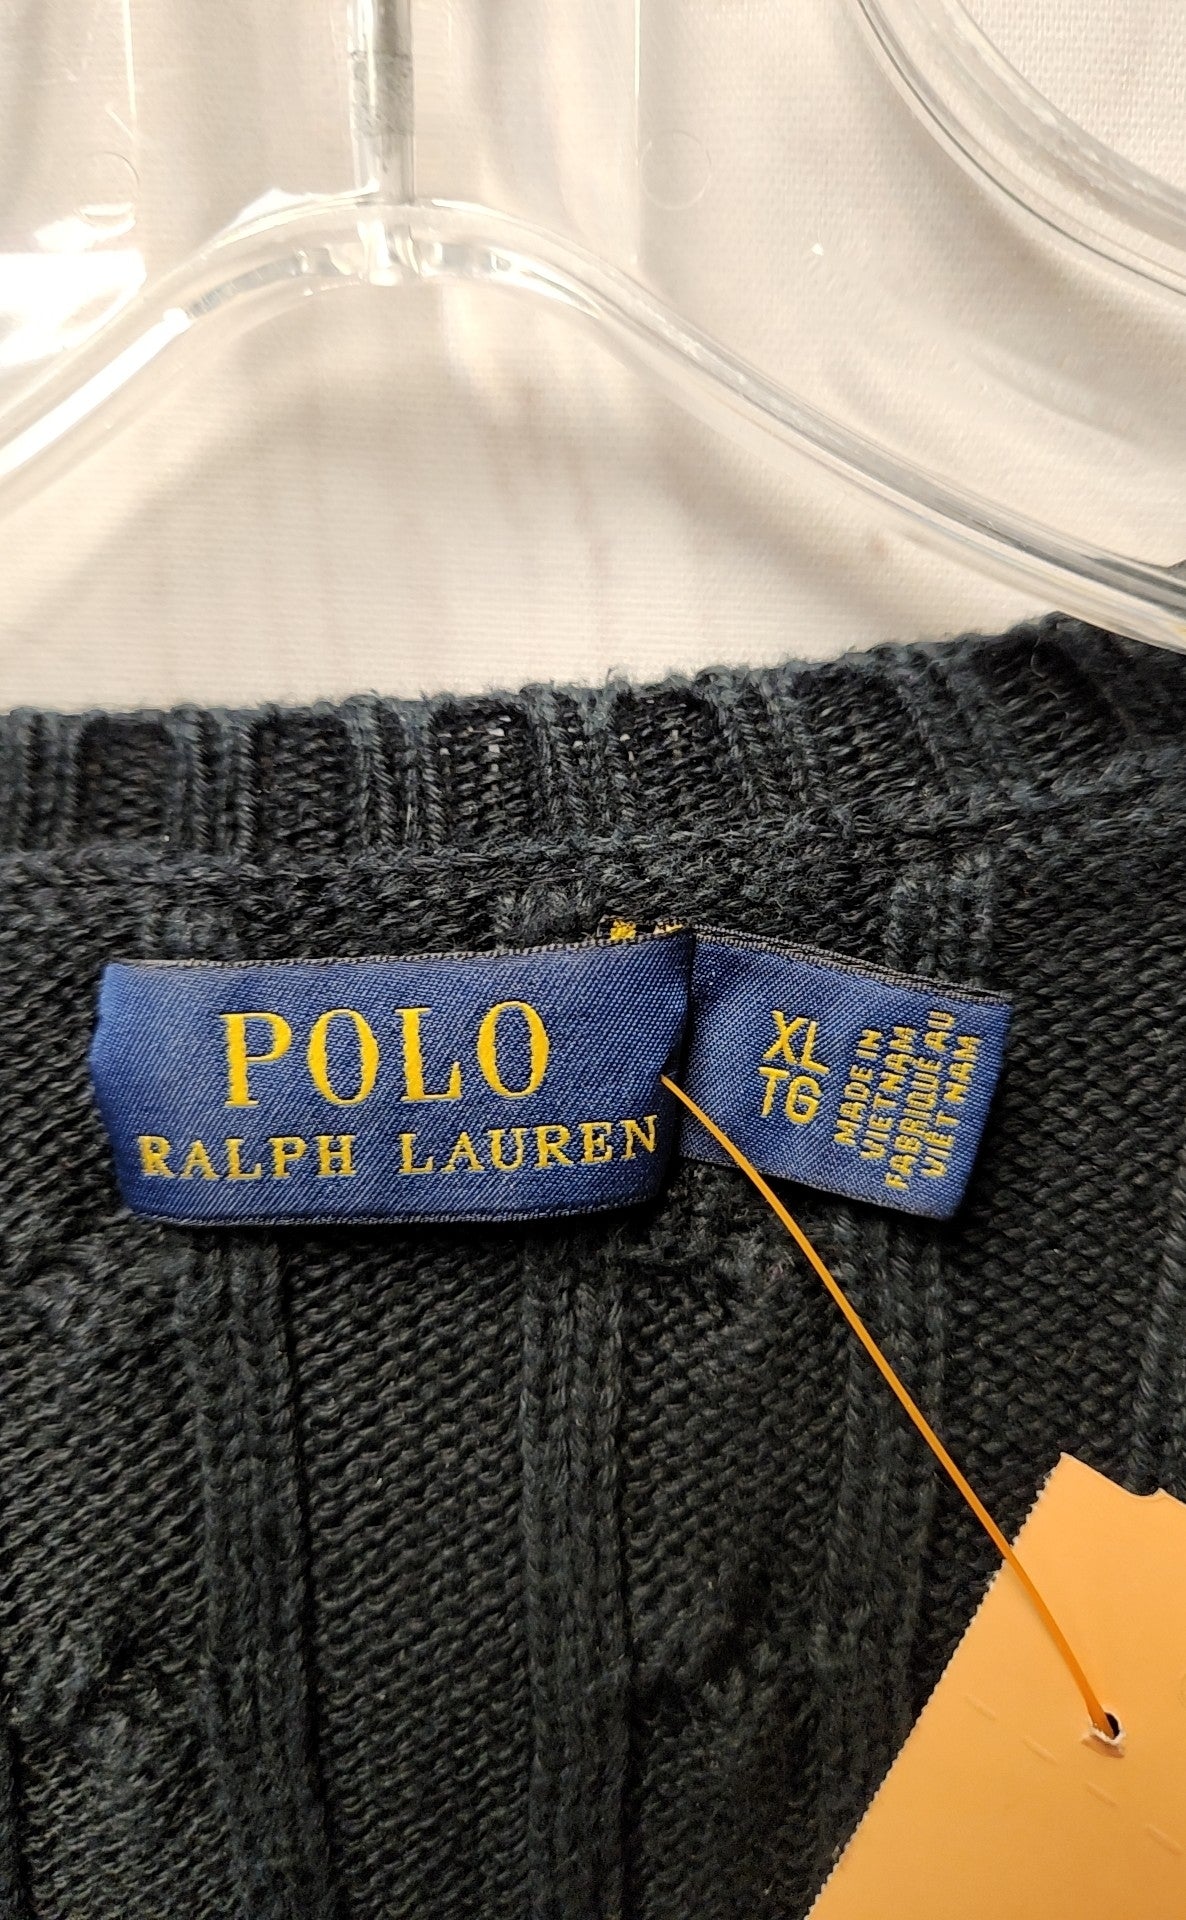 POLO
RALPH LAUREN
XL
TG
MADE IN
VIETNAM
FABRIQUE AU
VIET NAM